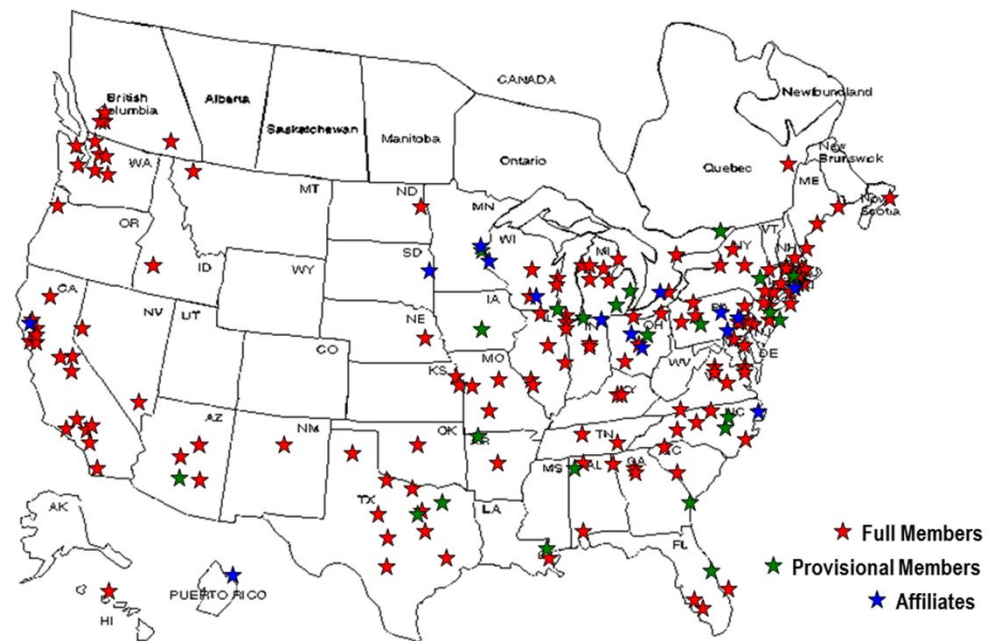 CANADA
British
Columbia
Alberta
Saskatchewan
Manitoba
Ontario
Quebec
Newfoundland
New
Brunswick
Nova
Scotia
WA
MT
ND
MN
ME
VT
NH
NY
OR
ID
WY
SD
WI
MI
IA
NE
CA
NV
UT
CO
KS
MO
OH
PA
NJ
DE
WV
KY
AZ
NM
OK
AR
TN
NC
SC
MS
AL
GA
TX
LA
FL
AK
HI
PUERTO RICO
Full Members
Provisional Members
Affiliates